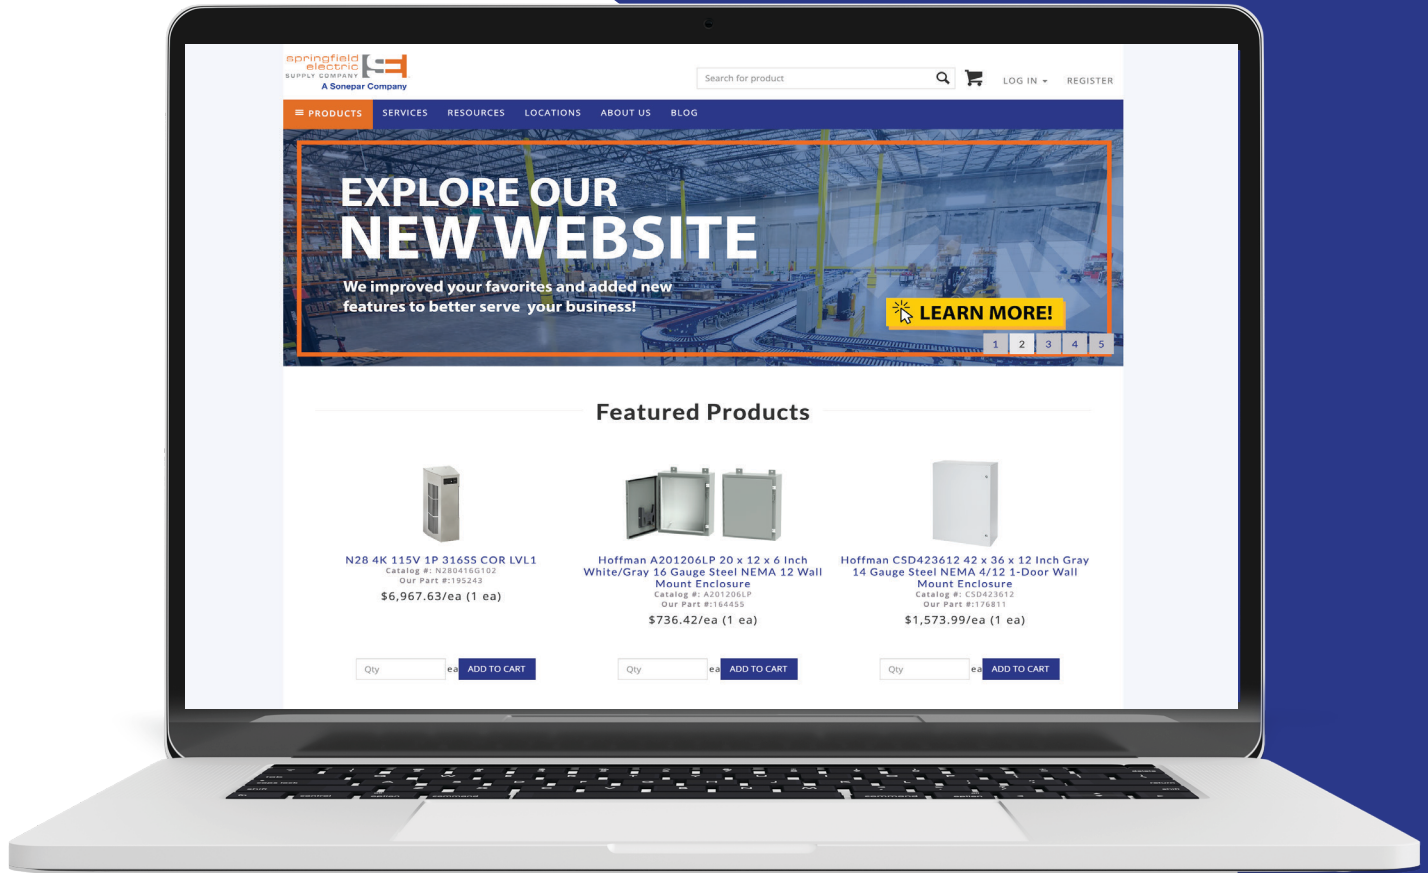 springfield
electric
SUPPLY COMPANY
A Sonepar Company
Search for product
LOG IN
REGISTER
PRODUCTS
SERVICES
RESOURCES
LOCATIONS
ABOUT US
BLOG
EXPLORE OUR
NEW WEBSITE
We improved your favorites and added new
features to better serve your business!
LEARN MORE!
1 2 3 4 5
Featured Products
N28 4K 115V 1P 316SS COR LVL1
Catalog #: N280416G102
Our Part #:195243
$6,967.63/ea (1 ea)
Qty
ea
ADD TO CART
Hoffman A201206LP 20 x 12 x 6 Inch
White/Gray 16 Gauge Steel NEMA 12 Wall
Mount Enclosure
Catalog #: A201206LP
Our Part #:164455
$736.42/ea (1 ea)
Qty
ea
ADD TO CART
Hoffman CSD423612 42 x 36 x 12 Inch Gray
14 Gauge Steel NEMA 4/12 1-Door Wall
Mount Enclosure
Catalog #: CSD423612
Our Part #:176811
$1,573.99/ea (1 ea)
Qty
ea
ADD TO CART
control
option
command
command
option